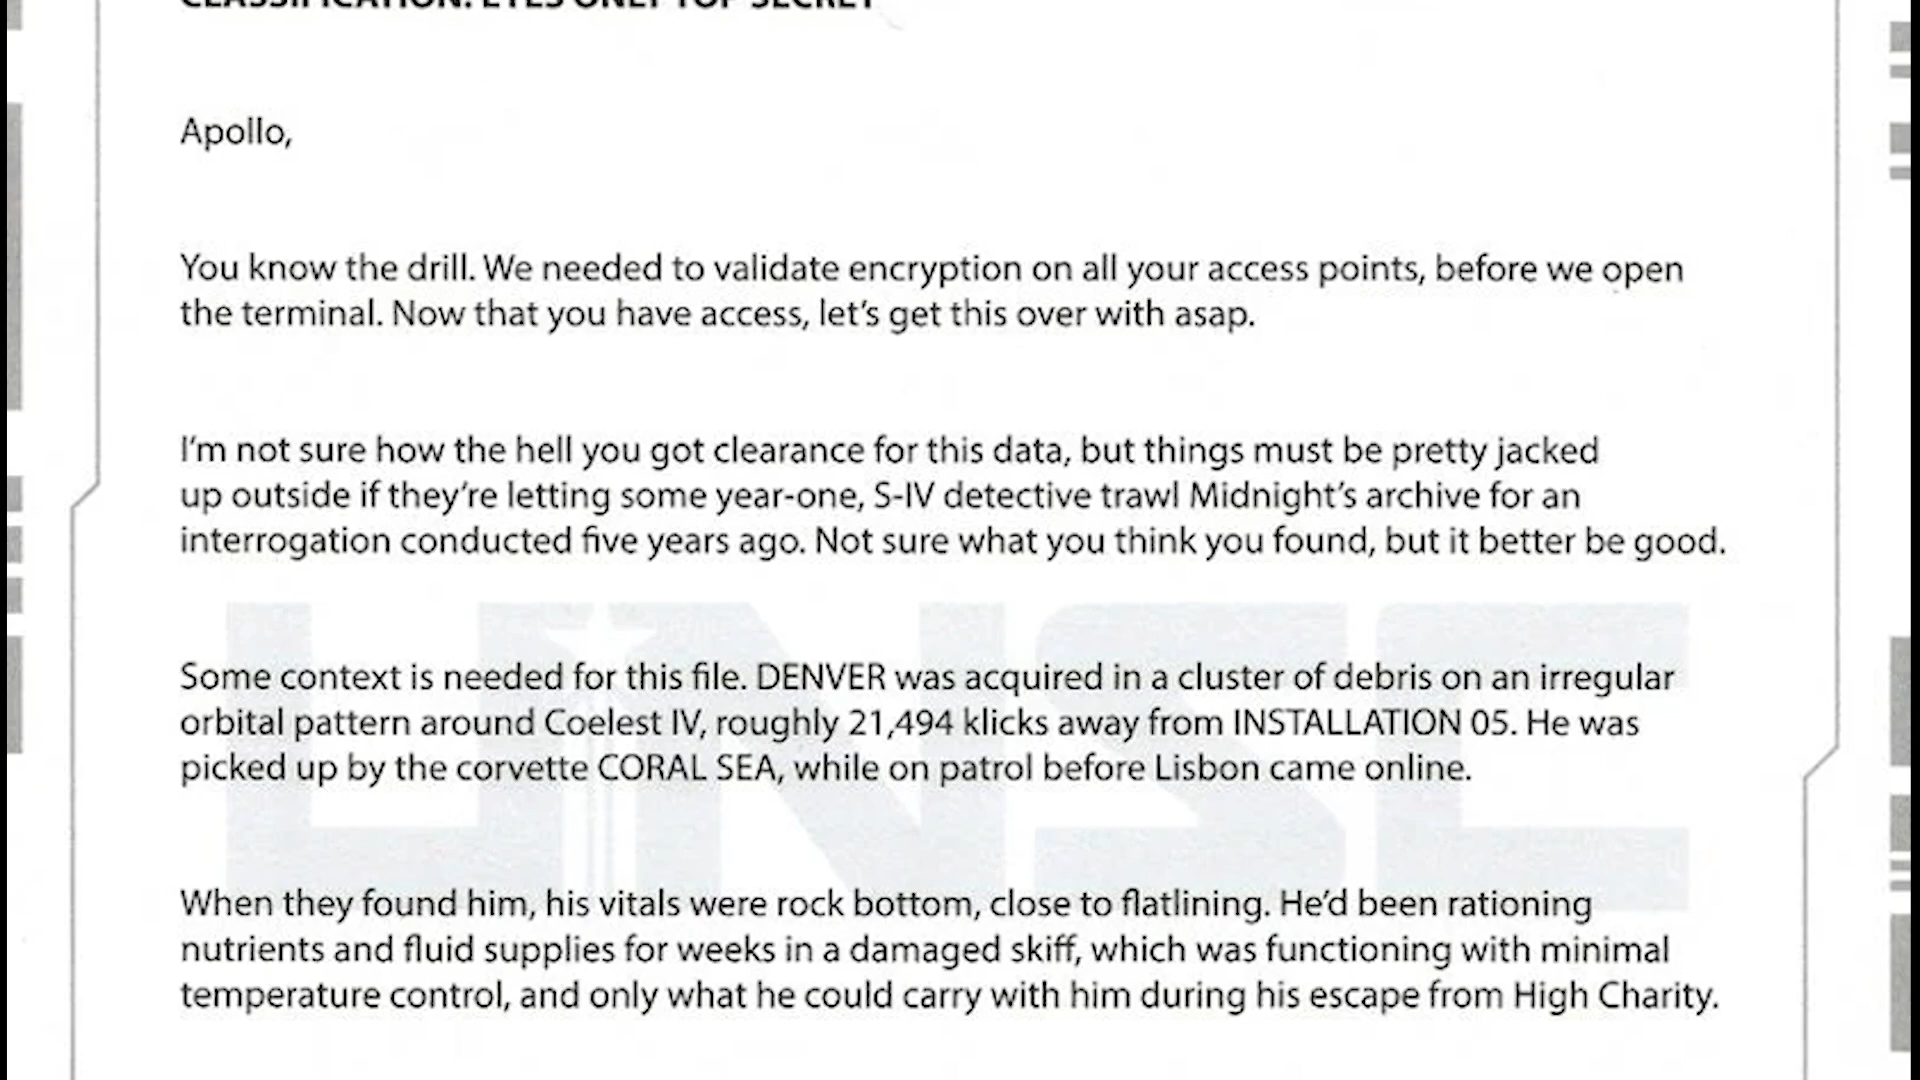 CLASSIFICATION: EYES ONLY TOP SECRET
Apollo,
You know the drill. We needed to validate encryption on all your access points, before we open
the terminal. Now that you have access, let's get this over with asap.
I'm not sure how the hell you got clearance for this data, but things must be pretty jacked
up outside if they're letting some year-one, S-IV detective trawl Midnight's archive for an
interrogation conducted five years ago. Not sure what you think you found, but it better be good.
UNSC
Some context is needed for this file. DENVER was acquired in a cluster of debris on an irregular
orbital pattern around Coelest IV, roughly 21,494 klicks away from INSTALLATION 05. He was
picked up by the corvette CORAL SEA, while on patrol before Lisbon came online.
When they found him, his vitals were rock bottom, close to flatlining. He'd been rationing
nutrients and fluid supplies for weeks in a damaged skiff, which was functioning with minimal
temperature control, and only what he could carry with him during his escape from High Charity.